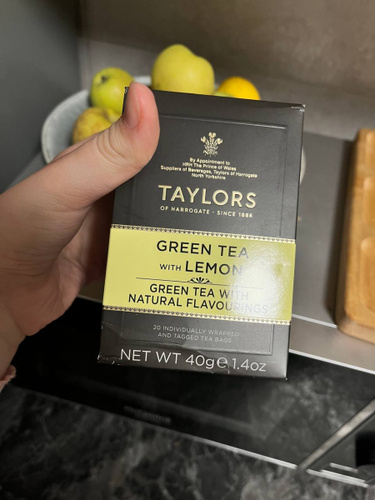 By Appointment to
HRH The Prince of Wales
Suppliers of Beverages, Taylors of Harrogate
North Yorkshire
TAYLORS
OF HARROGATE · SINCE 1886
GREEN TEA
WITH LEMON
GREEN TEA WITH
NATURAL FLAVOURINGS
20 INDIVIDUALLY WRAPPED
AND TAGGED TEA BAGS
NET WT 40g℮ 1.4oz